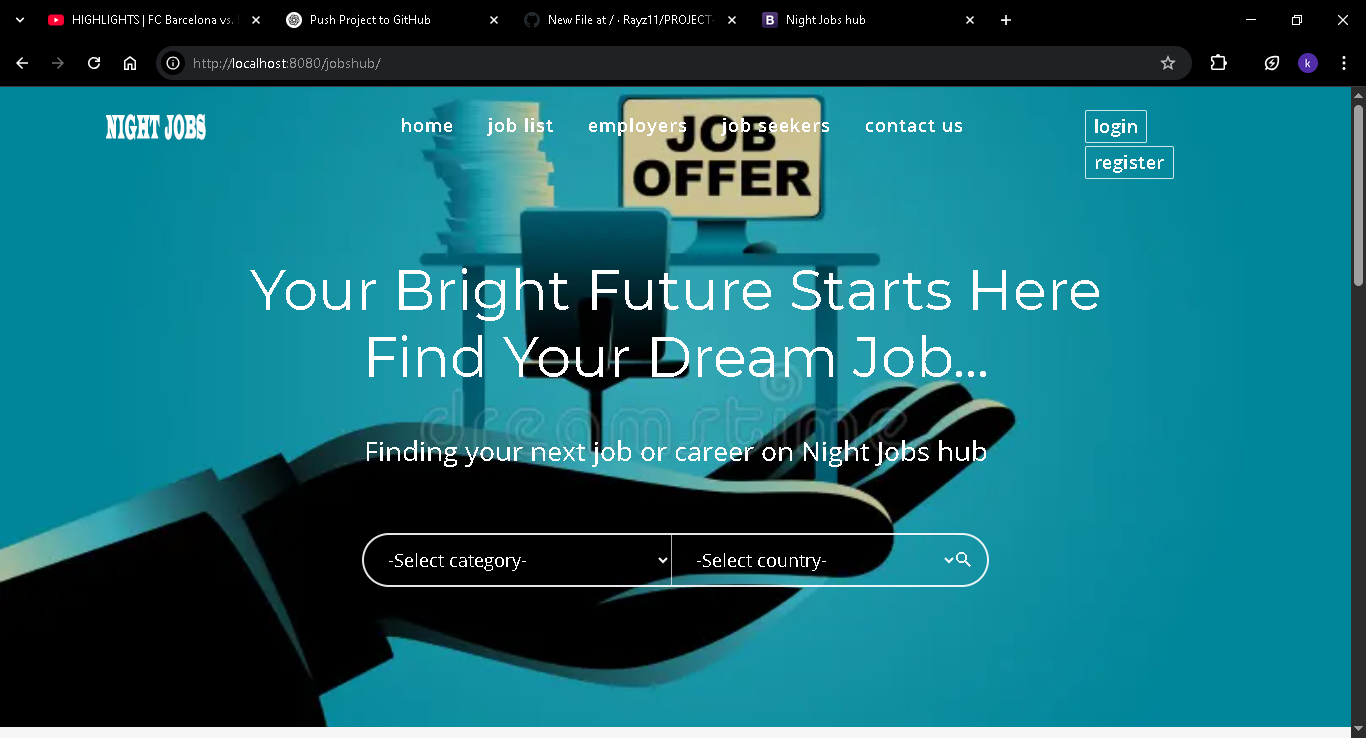 HIGHLIGHTS | FC Barcelona vs.
Push Project to GitHub
New File at / · Rayz11/PROJECT-
Night Jobs hub
http://localhost:8080/jobshub/
k
NIGHT JOBS
home
job list
employers
job seekers
contact us
login
register
JOB
OFFER
Your Bright Future Starts Here
Find Your Dream Job...
dreamstime
Finding your next job or career on Night Jobs hub
-Select category-
-Select country-